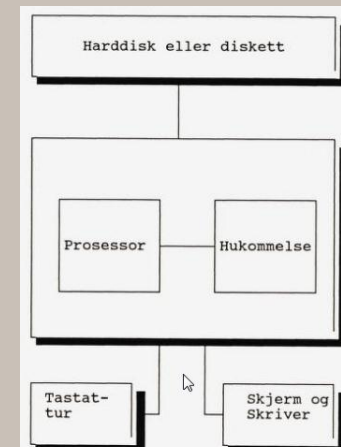 Harddisk eller diskett
Prosessor
Hukommelse
Tastat-
tur
Skjerm og
Skriver